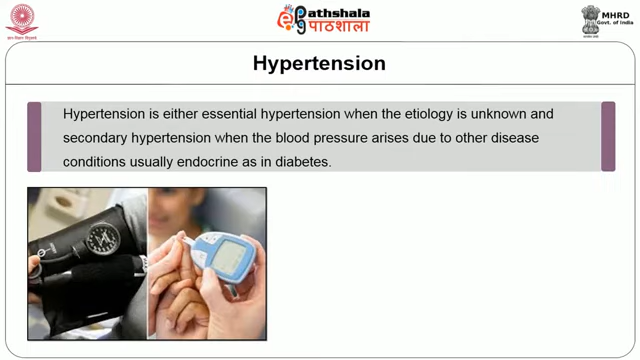 Pathshala
पाठशाला
MHRD
Govt. of India
Hypertension
Hypertension is either essential hypertension when the etiology is unknown and
secondary hypertension when the blood pressure arises due to other disease
conditions usually endocrine as in diabetes.